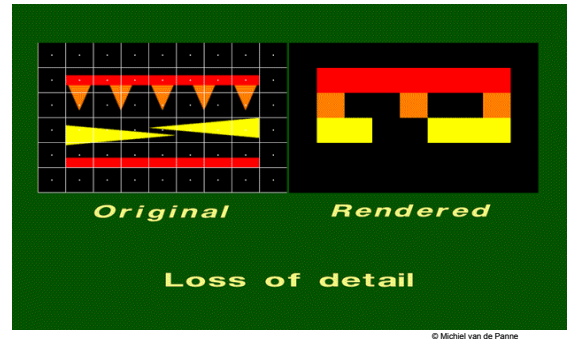 Original Rendered
Loss of detail
© Michiel van de Panne